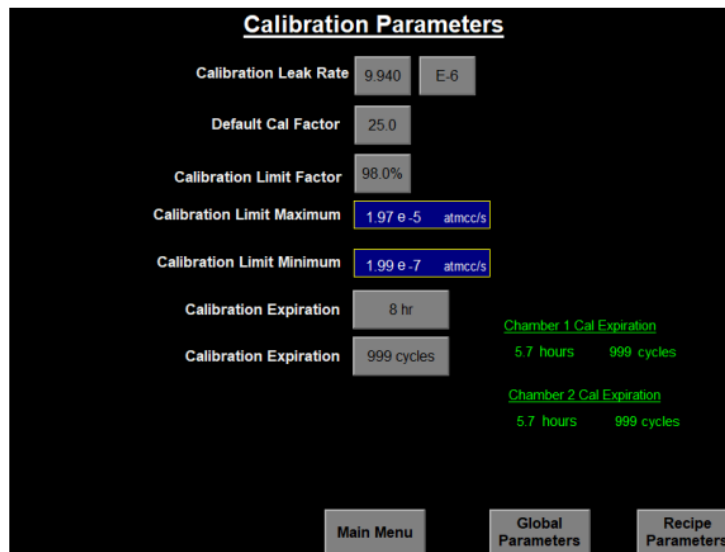 Calibration Parameters
Calibration Leak Rate 9.940 E-6
Default Cal Factor 25.0
Calibration Limit Factor 98.0%
Calibration Limit Maximum 1.97 e -5 atmcc/s
Calibration Limit Minimum 1.99 e -7 atmcc/s
Calibration Expiration 8 hr
Calibration Expiration 999 cycles
Chamber 1 Cal Expiration
5.7 hours 999 cycles
Chamber 2 Cal Expiration
5.7 hours 999 cycles
Main Menu
Global
Parameters
Recipe
Parameters